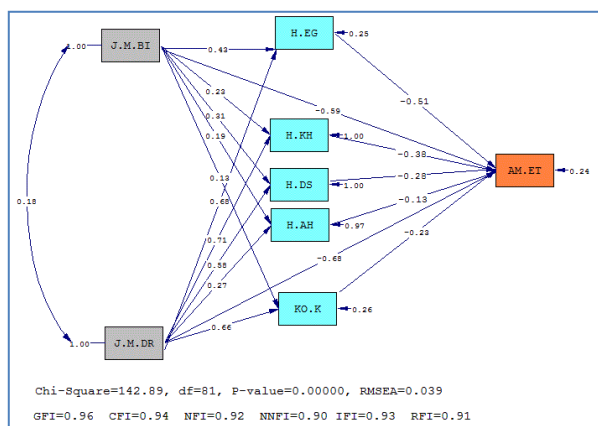 H.EG
0.25
1.00
J.M.BI
0.43
-0.51
0.23
-0.59
0.31
0.19
H.KH
1.00
-0.38
AM.ET
0.24
0.13
H.DS
1.00
-0.28
0.18
0.68
H.AH
0.97
-0.13
0.71
-0.23
0.58
-0.68
0.27
KO.K
0.26
0.66
1.00
J.M.DR
Chi-Square=142.89, df=81, P-value=0.00000, RMSEA=0.039
GFI=0.96 CFI=0.94 NFI=0.92 NNFI=0.90 IFI=0.93 RFI=0.91